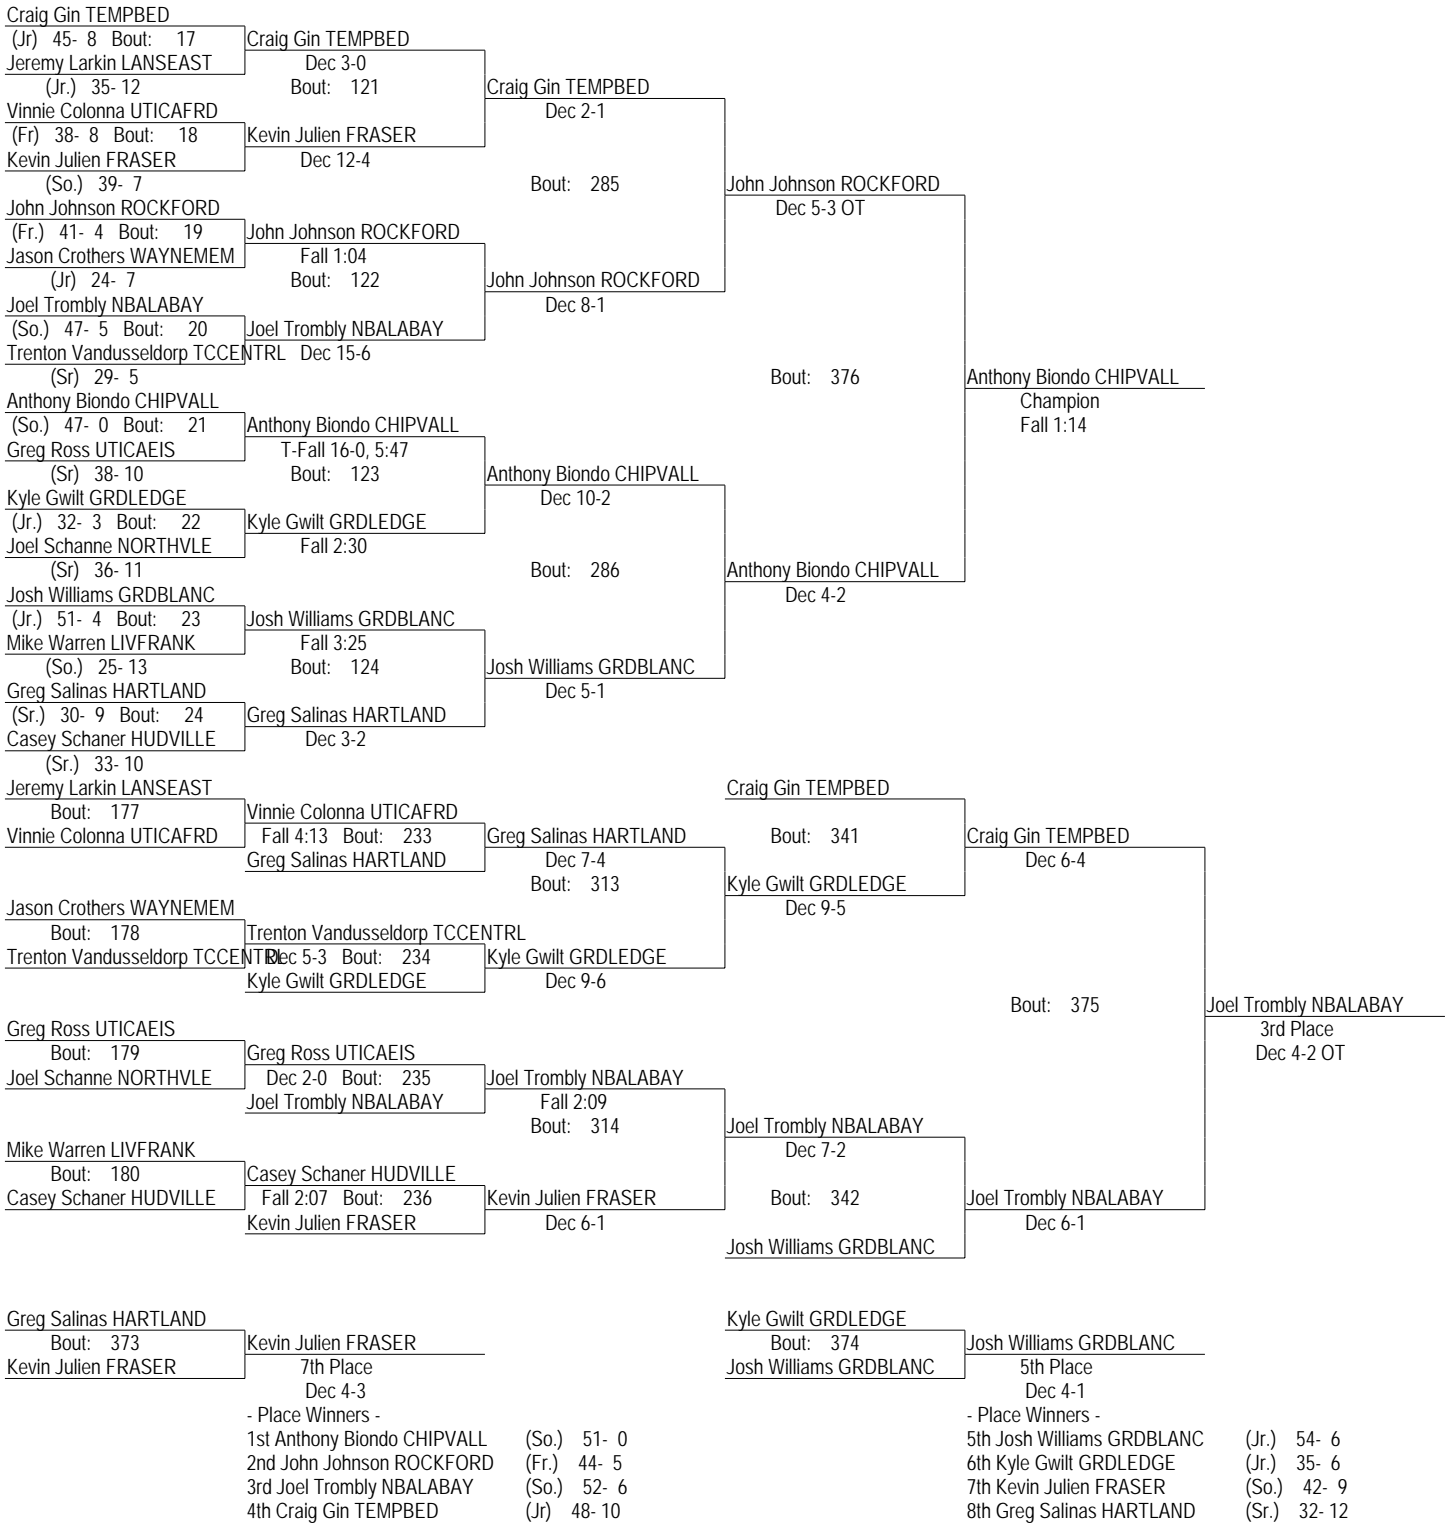 Craig Gin TEMPBED
(Jr) 45- 8 Bout: 17 Craig Gin TEMPBED
Jeremy Larkin LANSEAST Dec 3-0
(Jr.) 35- 12 Bout: 121 Craig Gin TEMPBED
Vinnie Colonna UTICAFRD Dec 2-1
(Fr) 38- 8 Bout: 18 Kevin Julien FRASER
Kevin Julien FRASER Dec 12-4
(So.) 39- 7 Bout: 285 John Johnson ROCKFORD
John Johnson ROCKFORD Dec 5-3 OT
(Fr.) 41- 4 Bout: 19 John Johnson ROCKFORD
Jason Crothers WAYNEMEM Fall 1:04
(Jr) 24- 7 Bout: 122 John Johnson ROCKFORD
Joel Trombly NBALABAY Dec 8-1
(So.) 47- 5 Bout: 20 Joel Trombly NBALABAY
Trenton Vandusseldorp TCCENTRL Dec 15-6
(Sr) 29- 5 Bout: 376 Anthony Biondo CHIPVALL
Anthony Biondo CHIPVALL Champion
(So.) 47- 0 Bout: 21 Anthony Biondo CHIPVALL Fall 1:14
Greg Ross UTICAEIS T-Fall 16-0, 5:47
(Sr) 38- 10 Bout: 123 Anthony Biondo CHIPVALL
Kyle Gwilt GRDLEDGE Dec 10-2
(Jr.) 32- 3 Bout: 22 Kyle Gwilt GRDLEDGE
Joel Schanne NORTHVLE Fall 2:30
(Sr) 36- 11 Bout: 286 Anthony Biondo CHIPVALL
Josh Williams GRDBLANC Dec 4-2
(Jr.) 51- 4 Bout: 23 Josh Williams GRDBLANC
Mike Warren LIVFRANK Fall 3:25
(So.) 25- 13 Bout: 124 Josh Williams GRDBLANC
Greg Salinas HARTLAND Dec 5-1
(Sr.) 30- 9 Bout: 24 Greg Salinas HARTLAND
Casey Schaner HUDVILLE Dec 3-2
(Sr.) 33- 10
Jeremy Larkin LANSEAST Craig Gin TEMPBED
Bout: 177 Vinnie Colonna UTICAFRD
Vinnie Colonna UTICAFRD Fall 4:13 Bout: 233 Greg Salinas HARTLAND Bout: 341 Craig Gin TEMPBED
Greg Salinas HARTLAND Dec 7-4 Dec 6-4
Bout: 313 Kyle Gwilt GRDLEDGE
Jason Crothers WAYNEMEM Dec 9-5
Bout: 178 Trenton Vandusseldorp TCCENTRL
Trenton Vandusseldorp TCCENTRL Dec 5-3 Bout: 234 Kyle Gwilt GRDLEDGE
Kyle Gwilt GRDLEDGE Dec 9-6
Bout: 375 Joel Trombly NBALABAY
Greg Ross UTICAEIS 3rd Place
Bout: 179 Greg Ross UTICAEIS Dec 4-2 OT
Joel Schanne NORTHVLE Dec 2-0 Bout: 235 Joel Trombly NBALABAY
Joel Trombly NBALABAY Fall 2:09
Bout: 314 Joel Trombly NBALABAY
Mike Warren LIVFRANK Dec 7-2
Bout: 180 Casey Schaner HUDVILLE
Casey Schaner HUDVILLE Fall 2:07 Bout: 236 Kevin Julien FRASER Bout: 342 Joel Trombly NBALABAY
Kevin Julien FRASER Dec 6-1 Dec 6-1
Josh Williams GRDBLANC
Greg Salinas HARTLAND Kyle Gwilt GRDLEDGE
Bout: 373 Kevin Julien FRASER Bout: 374 Josh Williams GRDBLANC
Kevin Julien FRASER 7th Place Josh Williams GRDBLANC 5th Place
Dec 4-3 Dec 4-1
- Place Winners - - Place Winners -
1st Anthony Biondo CHIPVALL (So.) 51- 0 5th Josh Williams GRDBLANC (Jr.) 54- 6
2nd John Johnson ROCKFORD (Fr.) 44- 5 6th Kyle Gwilt GRDLEDGE (Jr.) 35- 6
3rd Joel Trombly NBALABAY (So.) 52- 6 7th Kevin Julien FRASER (So.) 42- 9
4th Craig Gin TEMPBED (Jr) 48- 10 8th Greg Salinas HARTLAND (Sr.) 32- 12